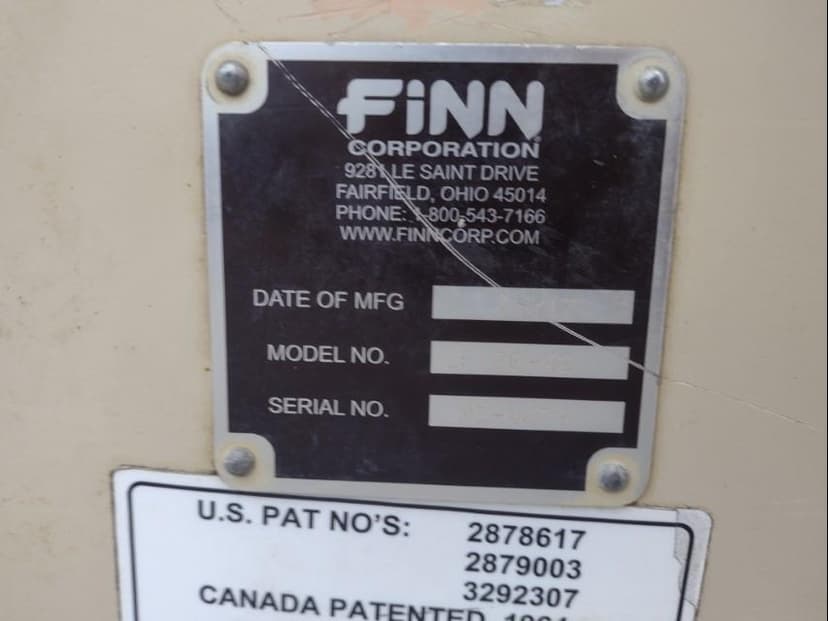 FiNN
CORPORATION
9281 LE SAINT DRIVE
FAIRFIELD, OHIO 45014
PHONE: 1-800-543-7166
WWW.FINNCORP.COM
DATE OF MFG
MODEL NO.
SERIAL NO.
U.S. PAT NO'S: 2878617
2879003
3292307
CANADA PATENTED